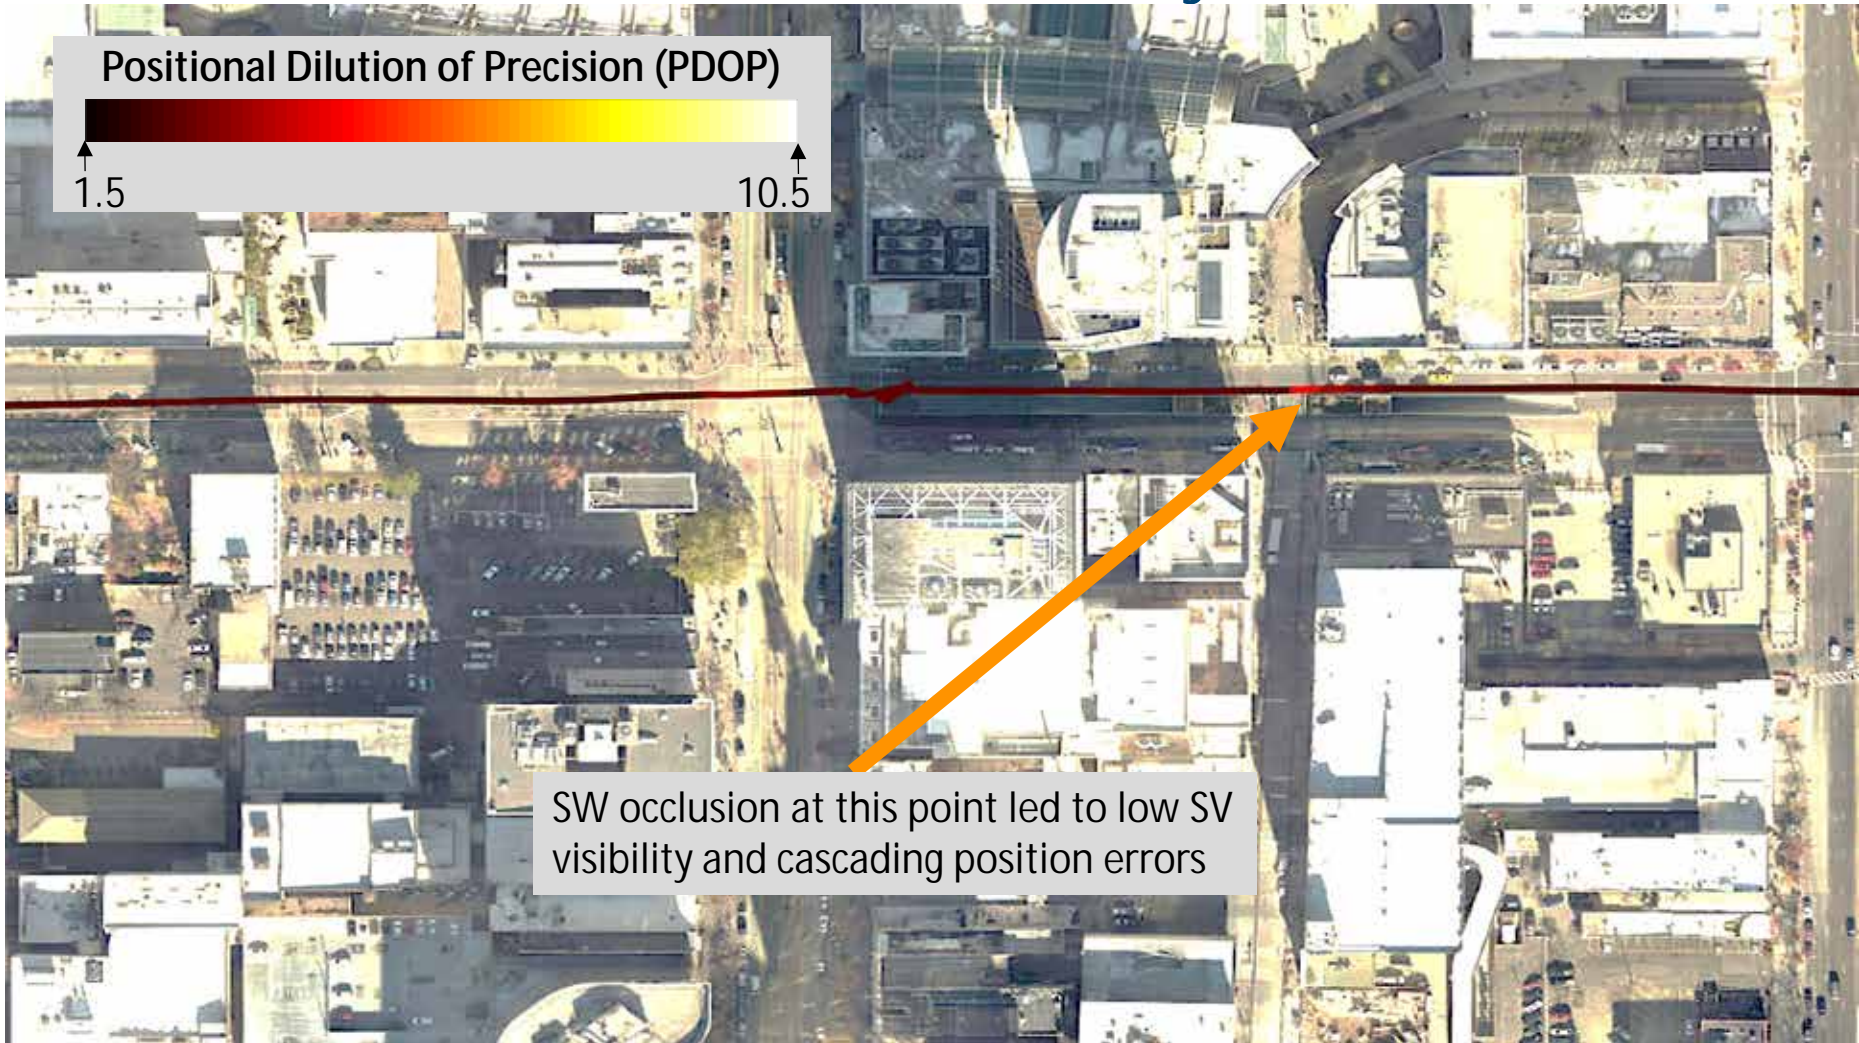 Positional Dilution of Precision (PDOP)
1.5
10.5
SW occlusion at this point led to low SV
visibility and cascading position errors